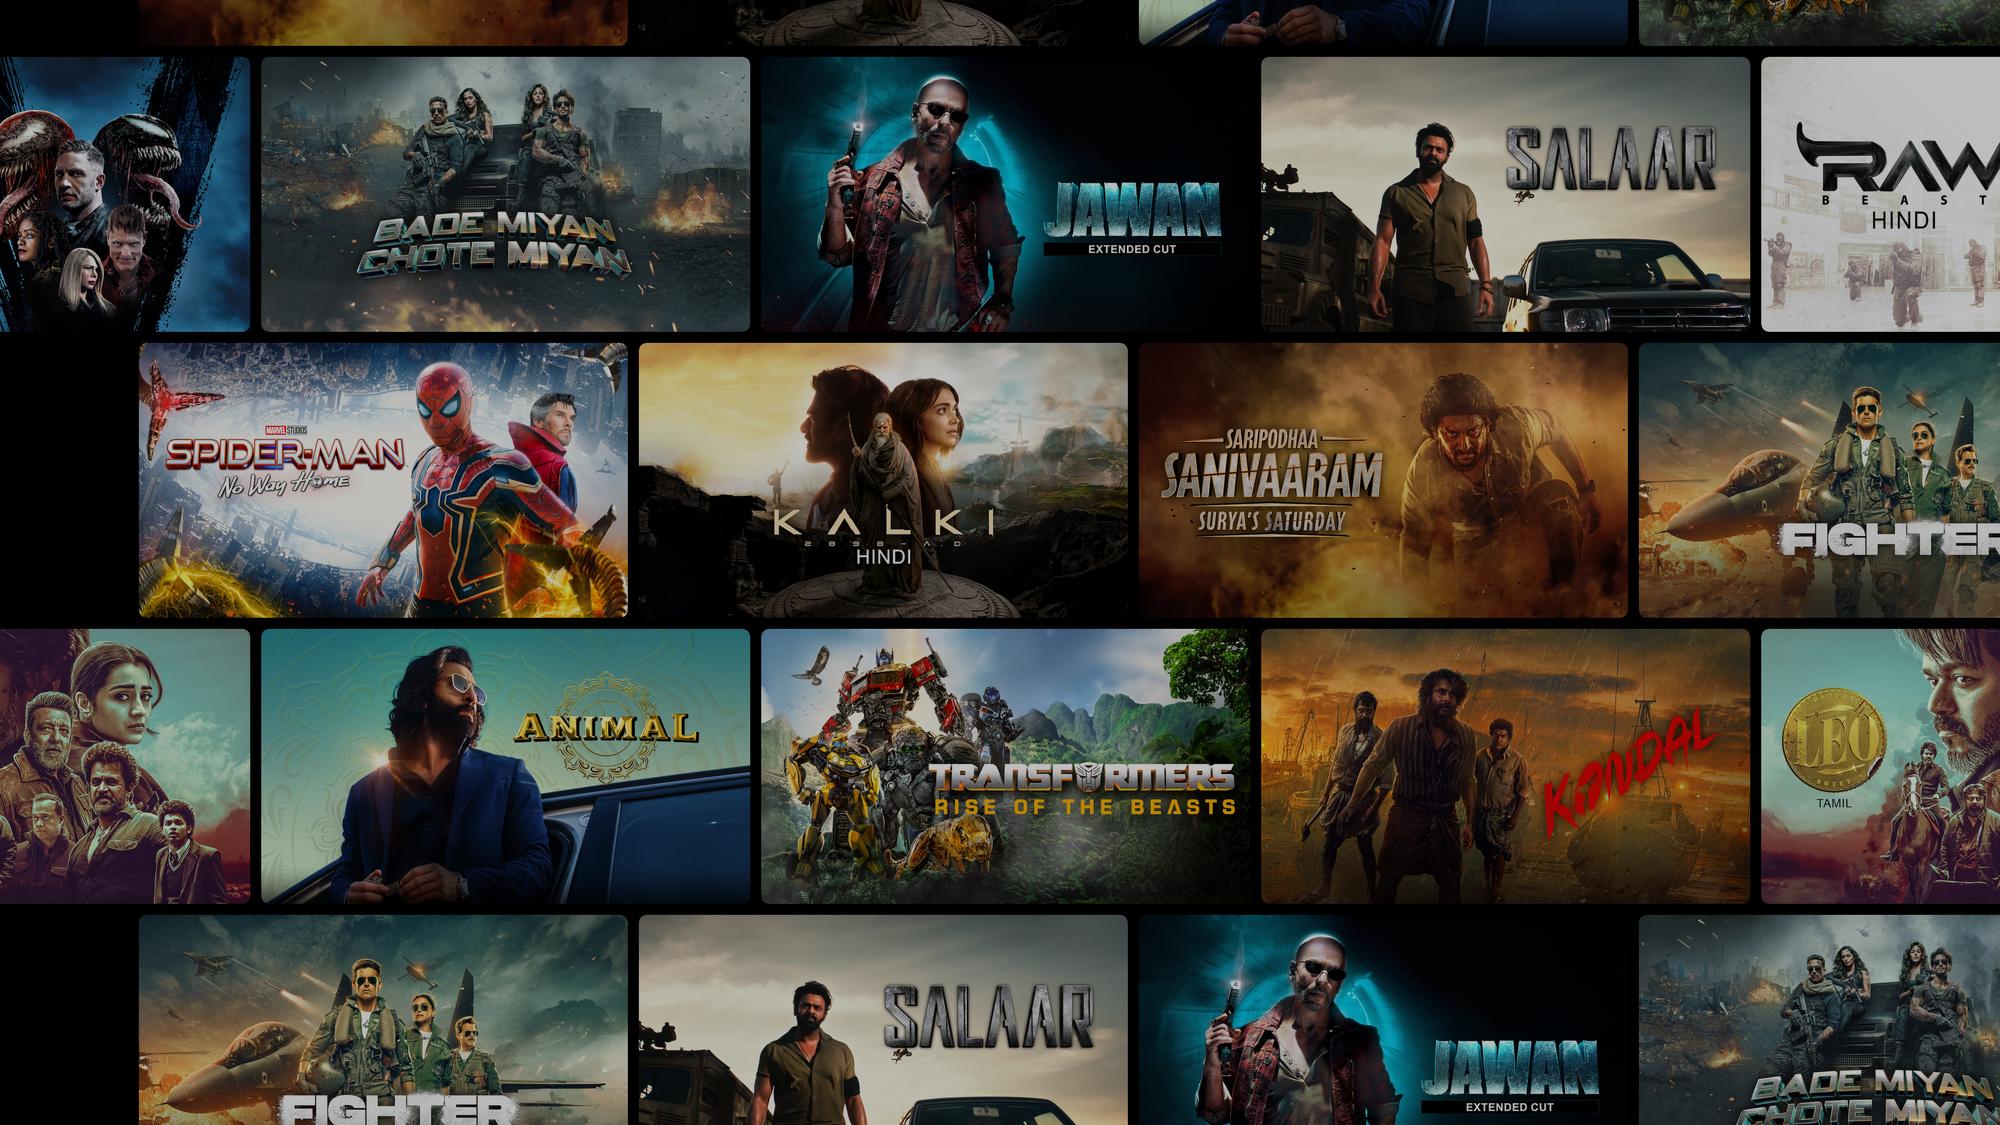 BADE MIYAN
CHOTE MIYAN
JAWAN
EXTENDED CUT
SALAAR
RAW
BEAST
HINDI
MARVEL STUDIOS
SPIDER-MAN
No Way Home
KALKI
2898-A.D
HINDI
SARIPODHAA
SANIVAARAM
SURYA'S SATURDAY
FIGHTER
ANIMAL
TRANSFORMERS
RISE OF THE BEASTS
KONDAL
LEO
TAMIL
FIGHTER
SALAAR
JAWAN
EXTENDED CUT
BADE MIYAN
CHOTE MIYAN